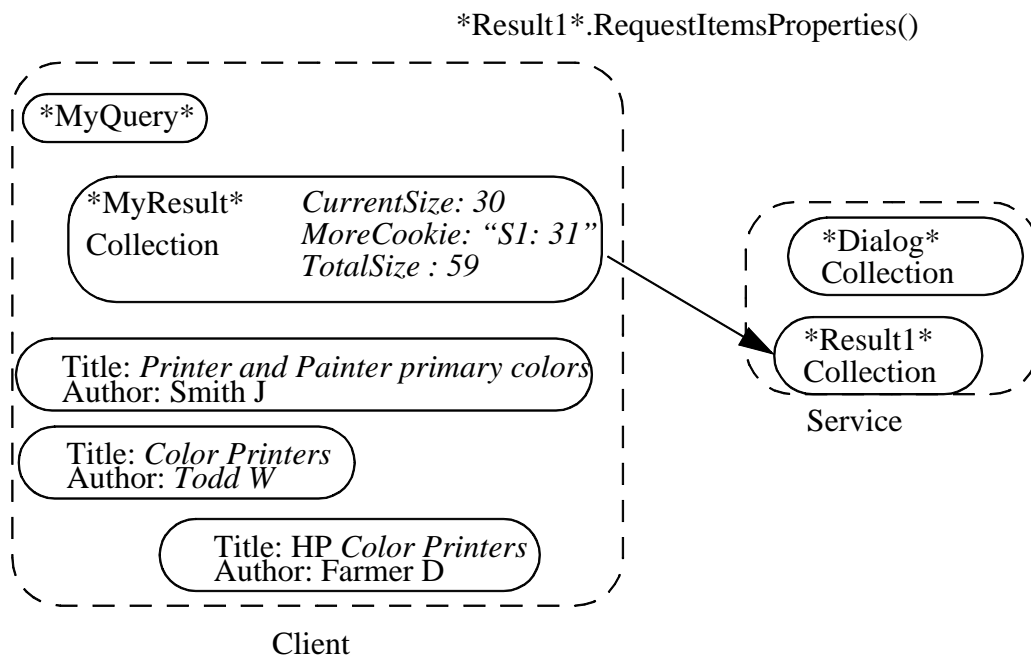 *Result1*.RequestItemsProperties()
*MyQuery*
*MyResult*
Collection
CurrentSize: 30
MoreCookie: “S1: 31”
TotalSize : 59
*Dialog*
Collection
*Result1*
Collection
Service
Title: Printer and Painter primary colors
Author: Smith J
Title: Color Printers
Author: Todd W
Title: HP Color Printers
Author: Farmer D
Client